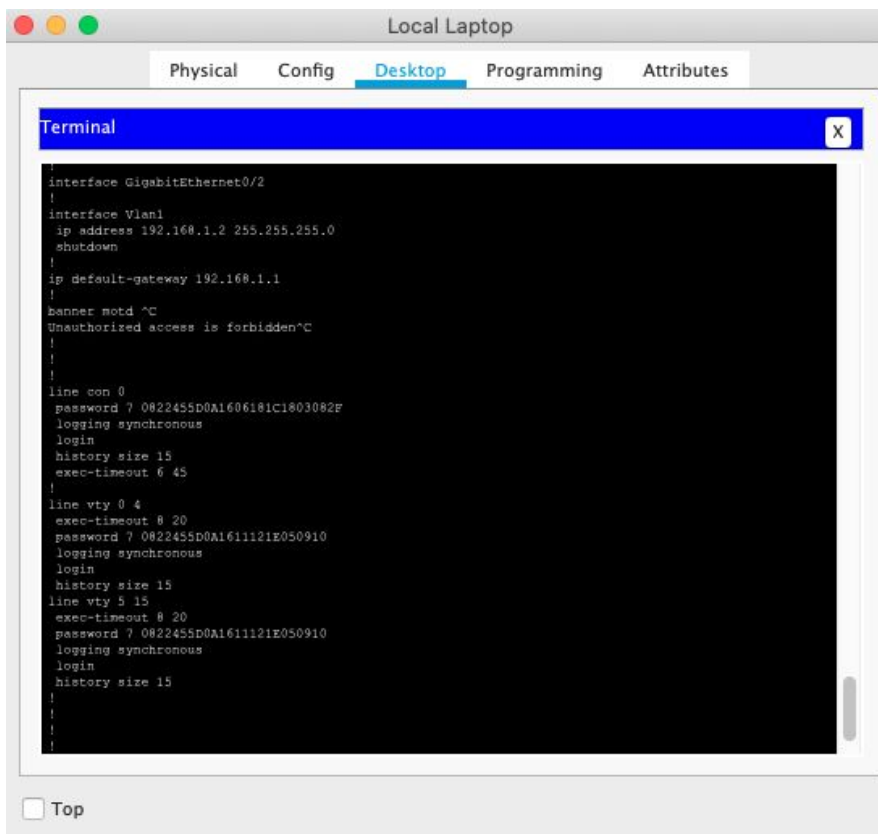 Local Laptop
Physical Config Desktop Programming Attributes
Terminal
X
!
interface GigabitEthernet0/2
!
interface Vlan1
ip address 192.168.1.2 255.255.255.0
shutdown
!
ip default-gateway 192.168.1.1
!
banner motd ^C
Unauthorized access is forbidden^C
!
!
!
line con 0
password 7 0822455D0A1606181C1803082F
logging synchronous
login
history size 15
exec-timeout 6 45
!
line vty 0 4
exec-timeout 8 20
password 7 0822455D0A1611121E050910
logging synchronous
login
history size 15
line vty 5 15
exec-timeout 8 20
password 7 0822455D0A1611121E050910
logging synchronous
login
history size 15
!
!
!
!
Top